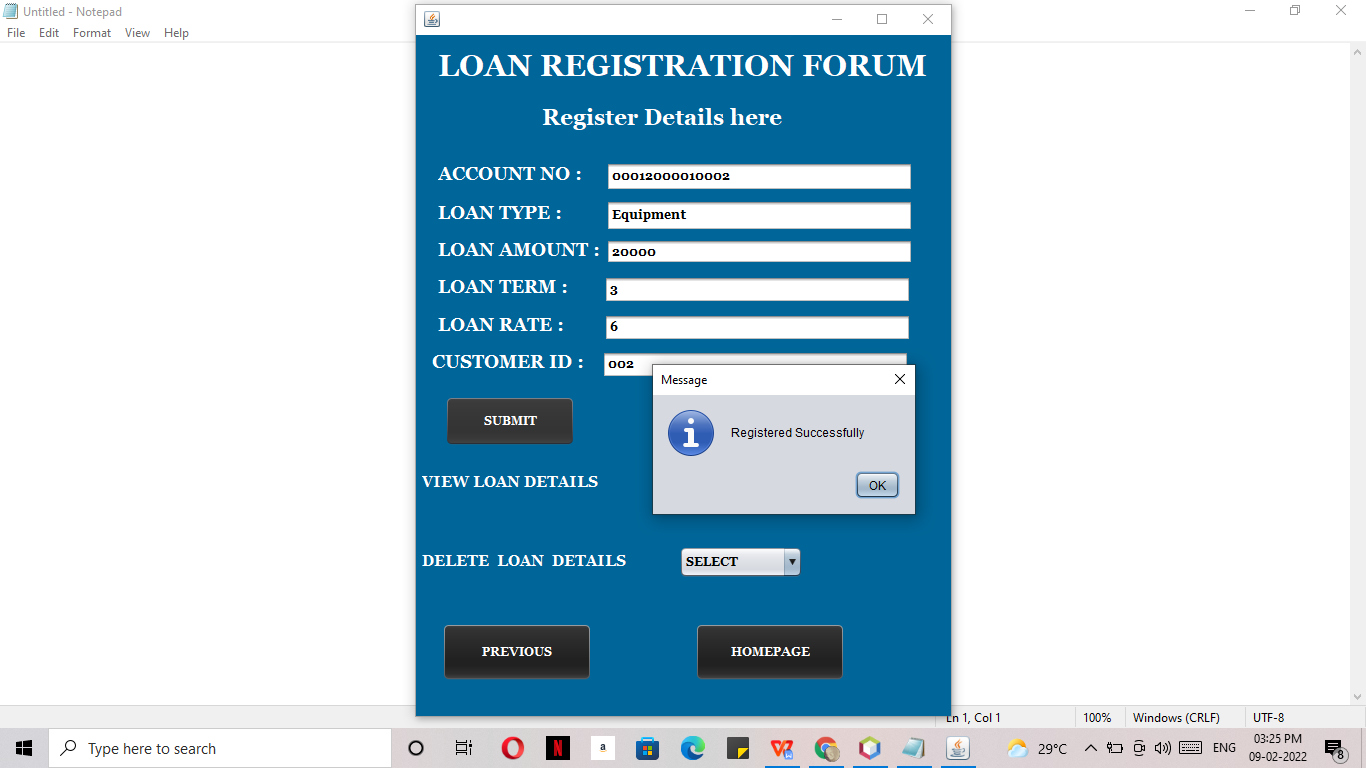 Untitled - Notepad
File Edit Format View Help
LOAN REGISTRATION FORUM
Register Details here
ACCOUNT NO : 00012000010002
LOAN TYPE : Equipment
LOAN AMOUNT : 20000
LOAN TERM : 3
LOAN RATE : 6
CUSTOMER ID : 002
Message
Registered Successfully
OK
SUBMIT
VIEW LOAN DETAILS
DELETE LOAN DETAILS SELECT
PREVIOUS HOMEPAGE
Ln 1, Col 1 100% Windows (CRLF) UTF-8
Type here to search
N
a
29°C ENG
03:25 PM
09-02-2022
8